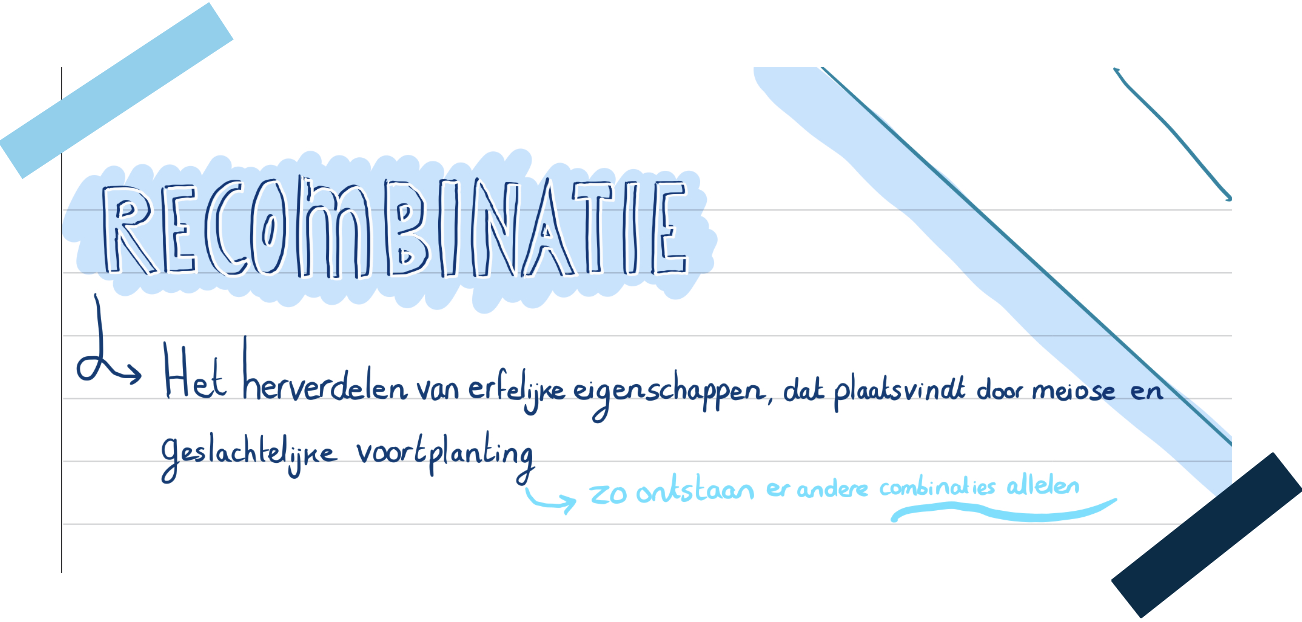 RECOMBINATIE
Het herverdelen van erfelijke eigenschappen, dat plaatsvindt door meiose en
geslachtelijke voortplanting
zo ontstaan er andere combinaties allelen